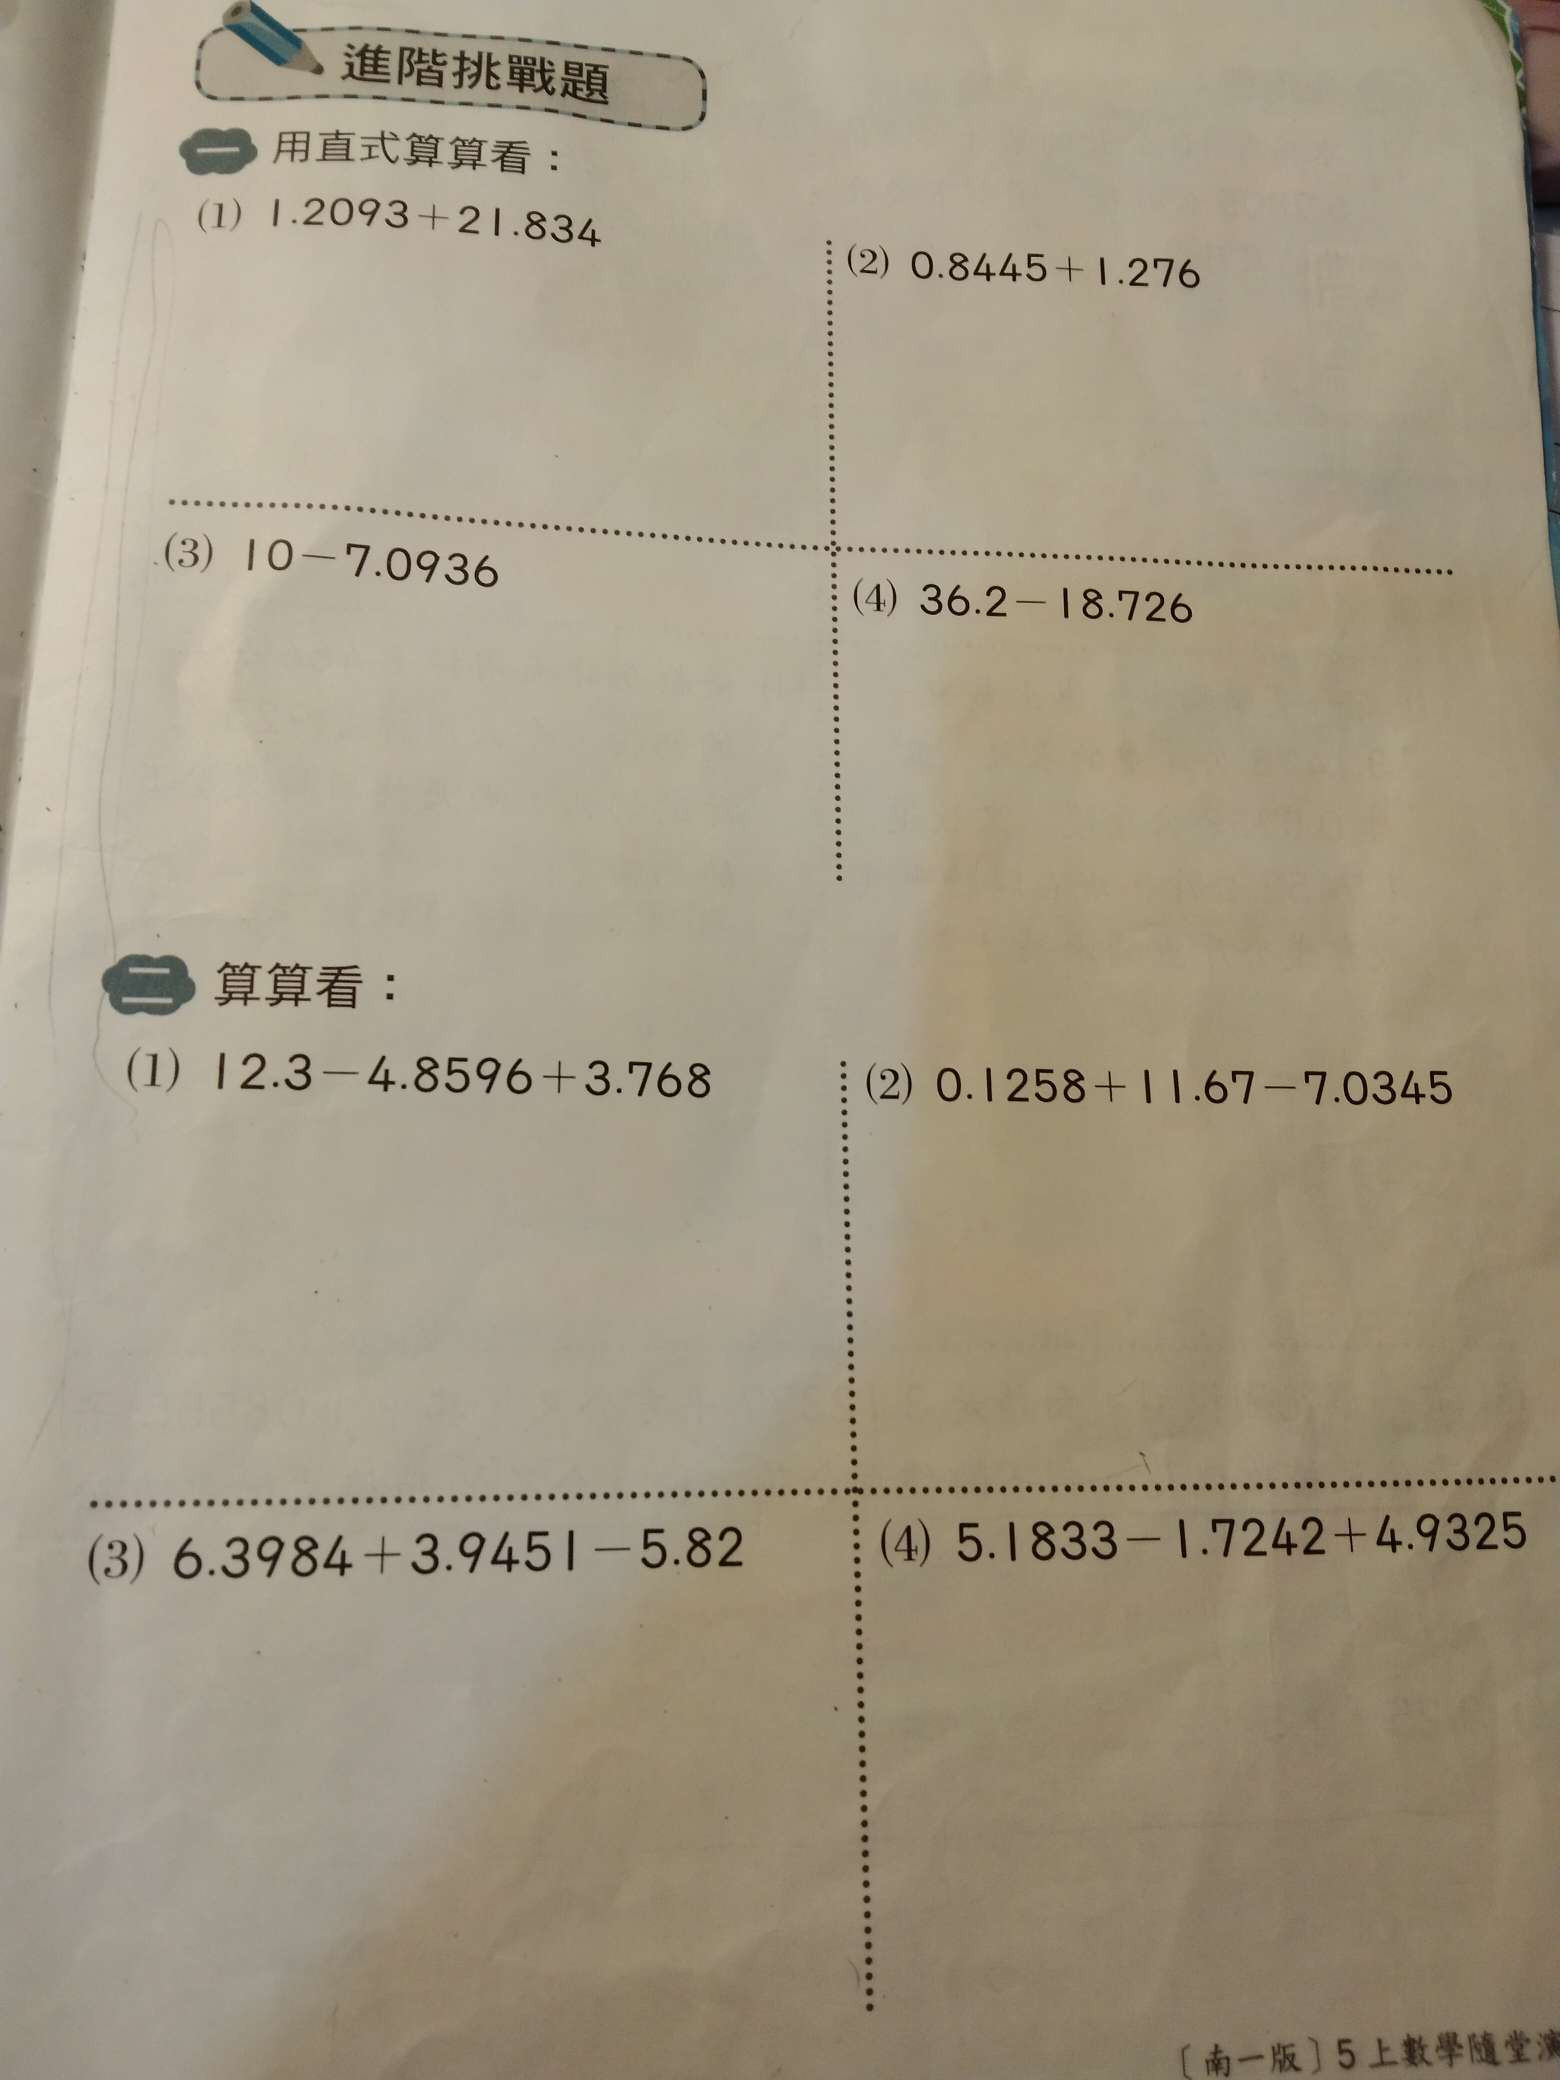 進階挑戰題
一 用直式算算看：
(1) 1.2093+21.834
(2) 0.8445+1.276
(3) 10-7.0936
(4) 36.2-18.726
二 算算看：
(1) 12.3-4.8596+3.768
(2) 0.1258+11.67-7.0345
(3) 6.3984+3.9451-5.82
(4) 5.1833-1.7242+4.9325
〔南一版〕5上數學隨堂演